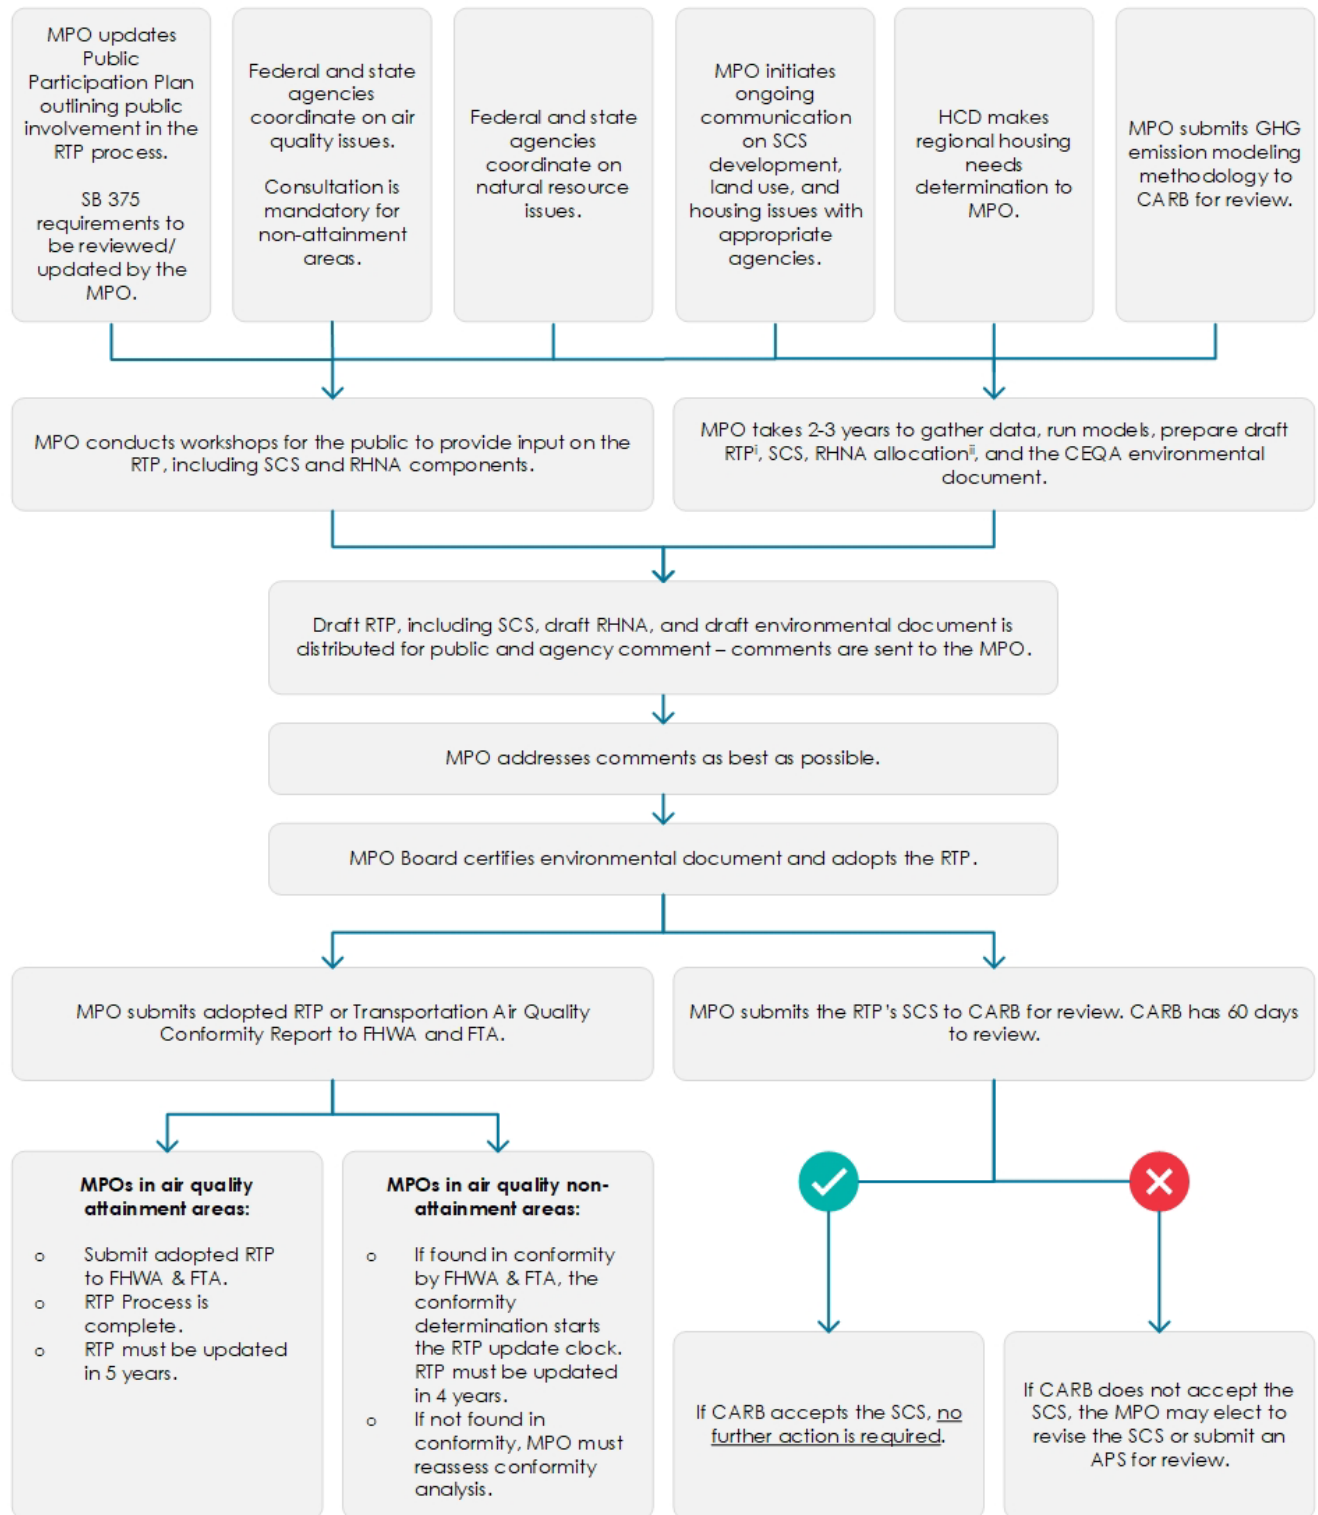 MPO updates
Public
Participation Plan
outlining public
involvement in the
RTP process.
SB 375
requirements to
be reviewed/
updated by the
MPO.
Federal and state
agencies
coordinate on air
quality issues.
Consultation is
mandatory for
non-attainment
areas.
Federal and state
agencies
coordinate on
natural resource
issues.
MPO initiates
ongoing
communication
on SCS
development,
land use, and
housing issues with
appropriate
agencies.
HCD makes
regional housing
needs
determination to
MPO.
MPO submits GHG
emission modeling
methodology to
CARB for review.
MPO conducts workshops for the public to provide input on the
RTP, including SCS and RHNA components.
MPO takes 2-3 years to gather data, run models, prepare draft
RTPⁱ, SCS, RHNA allocationⁱⁱ, and the CEQA environmental
document.
Draft RTP, including SCS, draft RHNA, and draft environmental document is
distributed for public and agency comment – comments are sent to the MPO.
MPO addresses comments as best as possible.
MPO Board certifies environmental document and adopts the RTP.
MPO submits adopted RTP or Transportation Air Quality
Conformity Report to FHWA and FTA.
MPO submits the RTP's SCS to CARB for review. CARB has 60 days
to review.
MPOs in air quality
attainment areas:
o Submit adopted RTP
to FHWA & FTA.
o RTP Process is
complete.
o RTP must be updated
in 5 years.
MPOs in air quality non-
attainment areas:
o If found in conformity
by FHWA & FTA, the
conformity
determination starts
the RTP update clock.
RTP must be updated
in 4 years.
o If not found in
conformity, MPO must
reassess conformity
analysis.
If CARB accepts the SCS, no
further action is required.
If CARB does not accept the
SCS, the MPO may elect to
revise the SCS or submit an
APS for review.